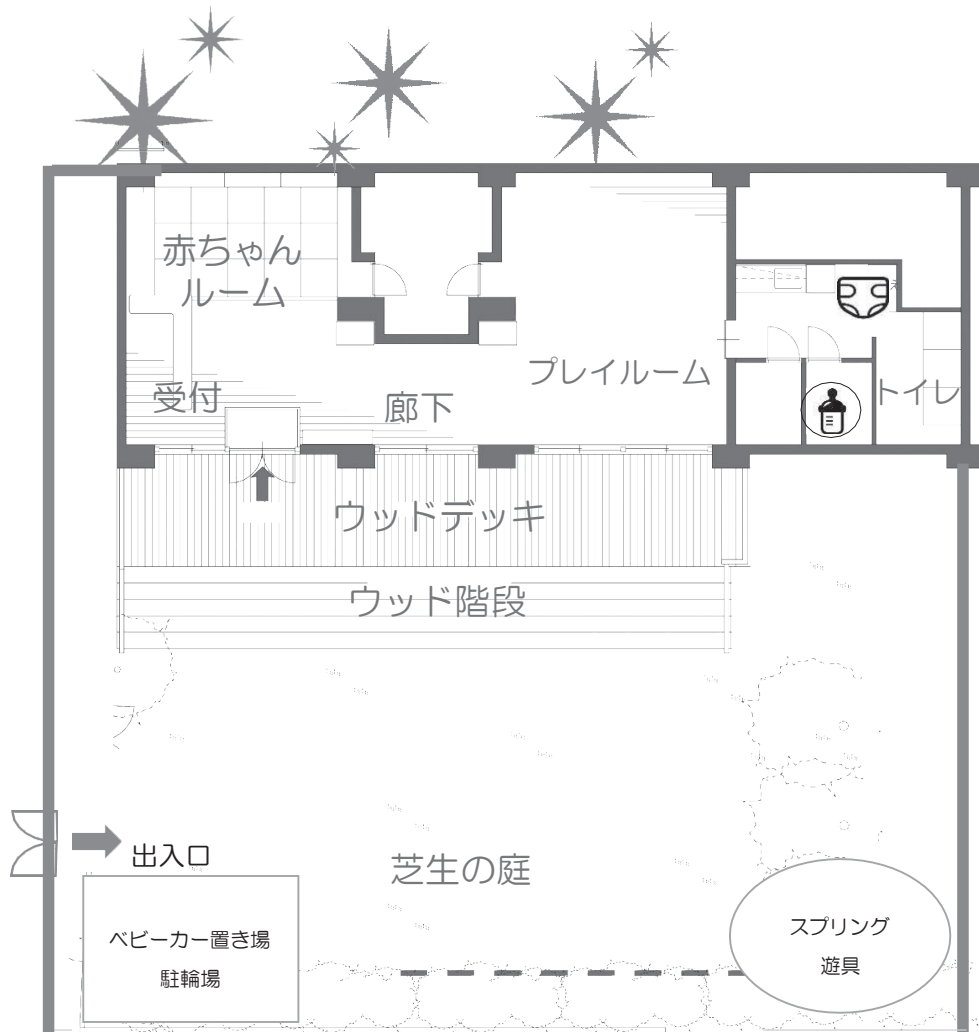 赤ちゃん
ルーム
プレイルーム
トイレ
受付
廊下
ウッドデッキ
ウッド階段
出入口
芝生の庭
ベビーカー置き場
駐輪場
スプリング
遊具